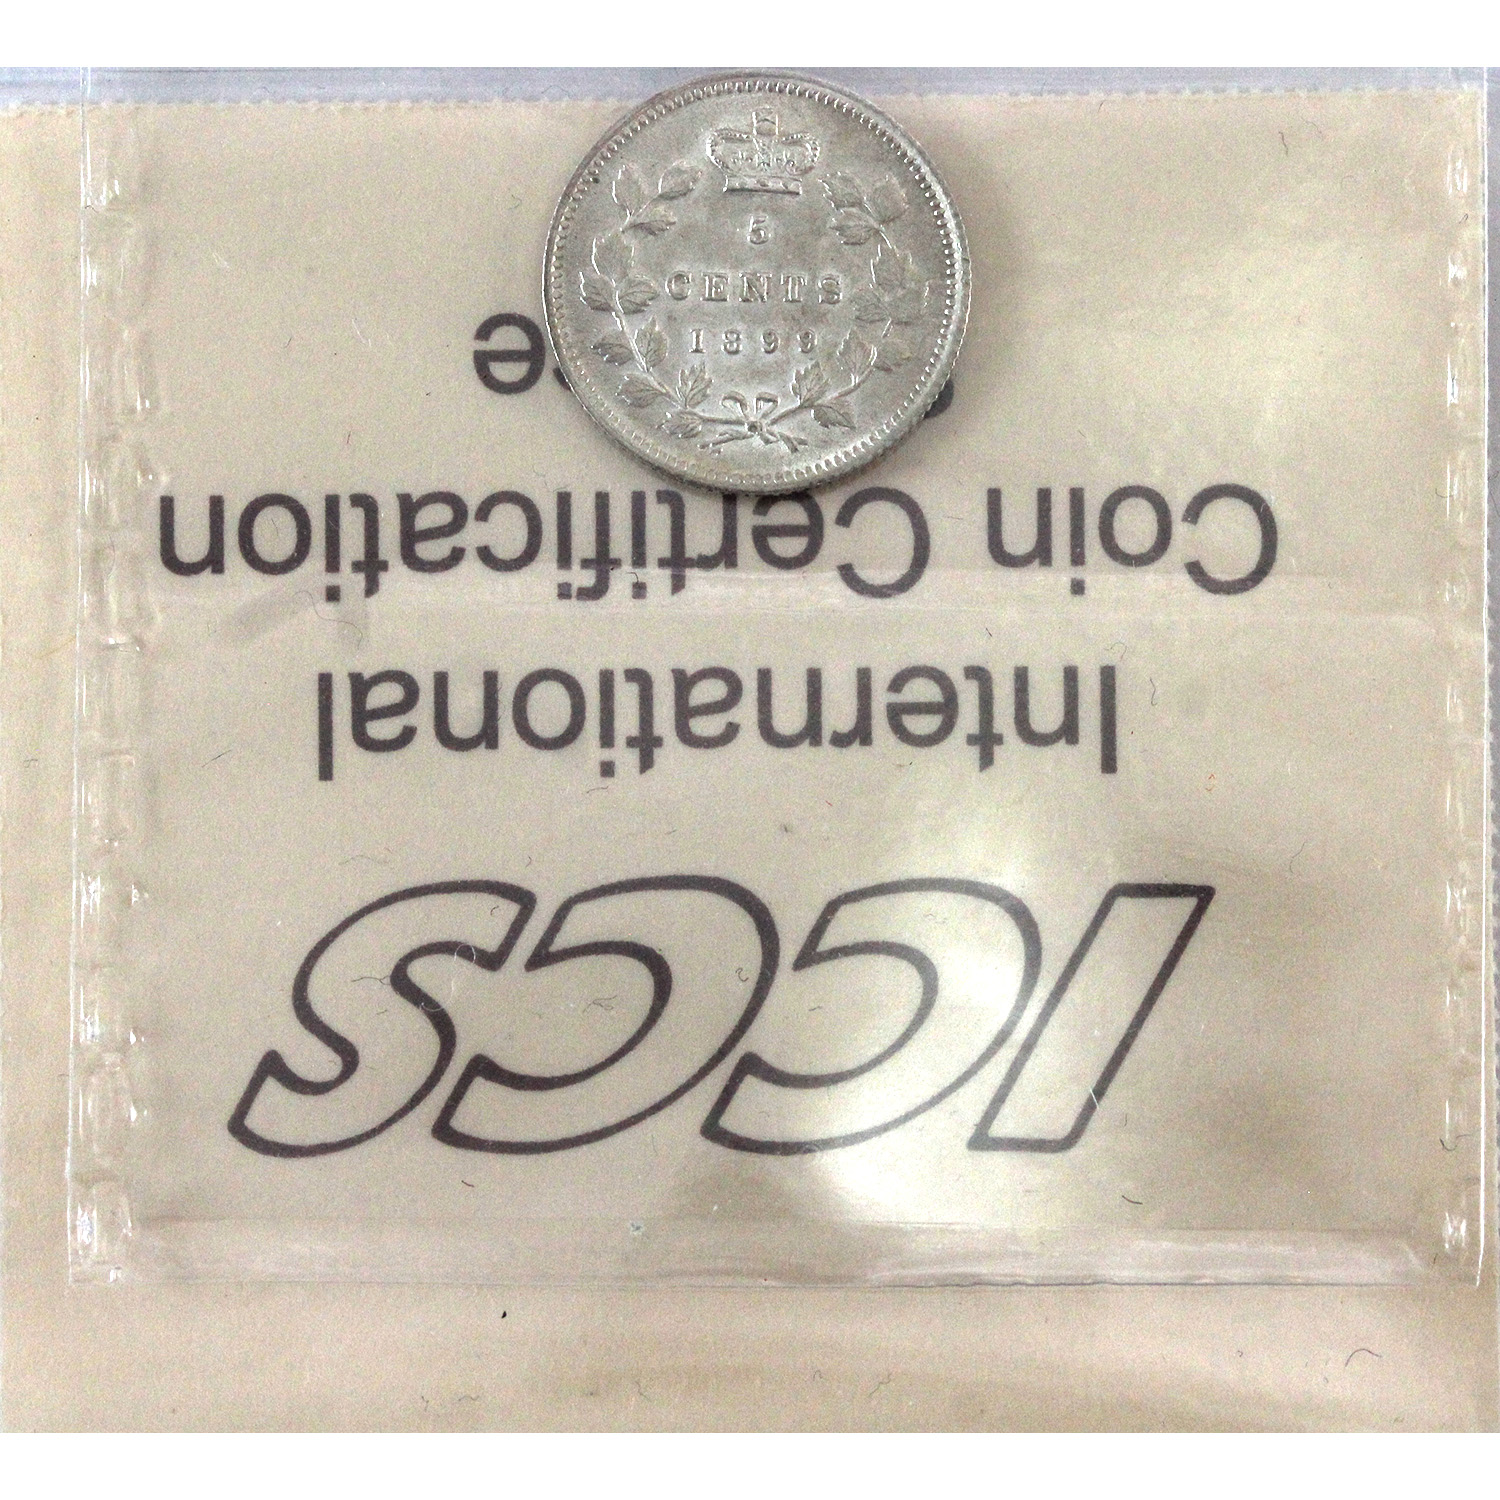 5
CENTS
1899
ICCS
International
Coin Certification